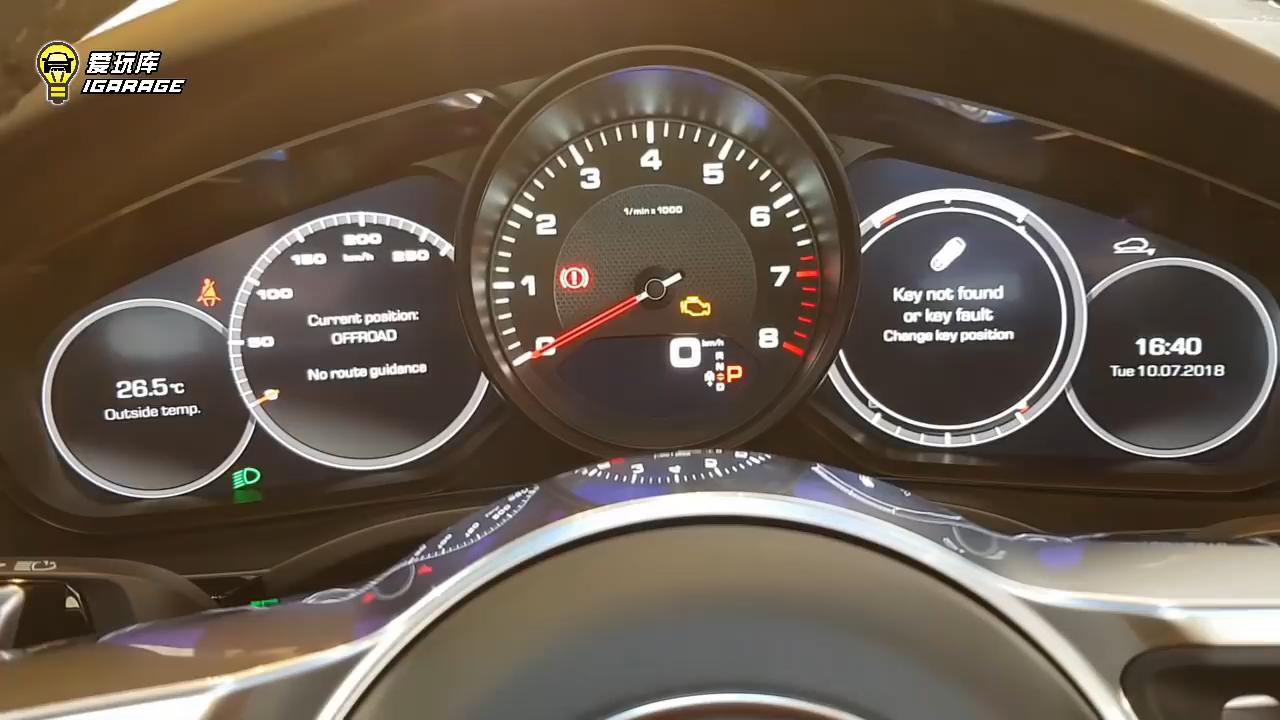 爱玩库
IGARAGE
26.5°C
Outside temp.
50
100
150
200
250
km/h
Current position:
OFFROAD
No route guidance
0
1
2
3
4
5
6
7
8
1/min x 1000
0 km/h
P
R
N
D
Key not found
or key fault
Change key position
16:40
Tue 10.07.2018